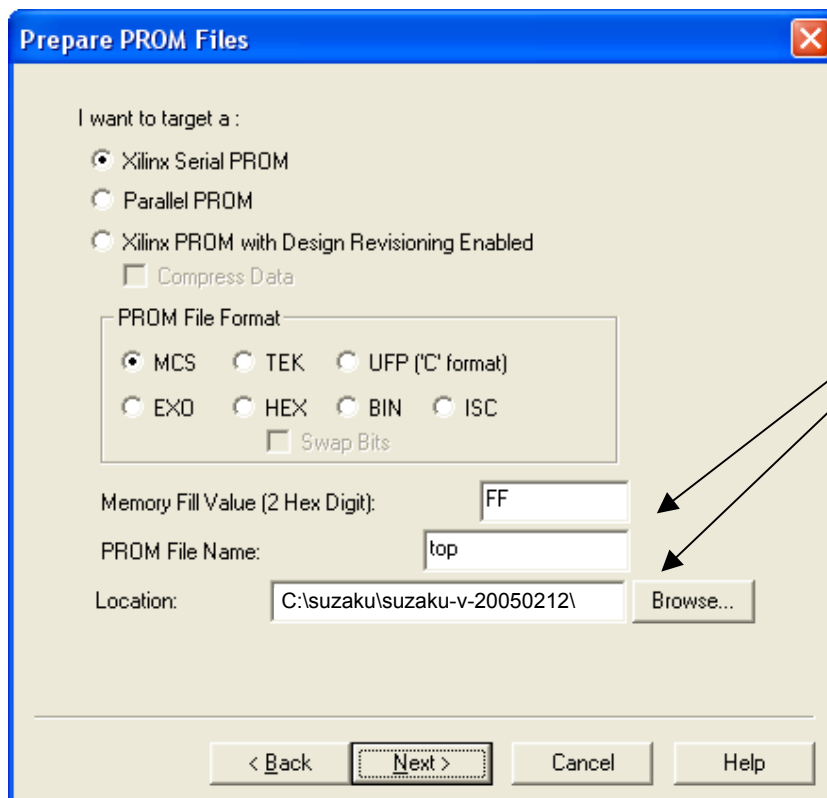 Prepare PROM Files
I want to target a :
Xilinx Serial PROM
Parallel PROM
Xilinx PROM with Design Revisioning Enabled
Compress Data
PROM File Format
MCS TEK UFP ('C' format)
EXO HEX BIN ISC
Swap Bits
Memory Fill Value (2 Hex Digit): FF
PROM File Name: top
Location: C:\suzaku\suzaku-v-20050212\ Browse...
< Back Next > Cancel Help